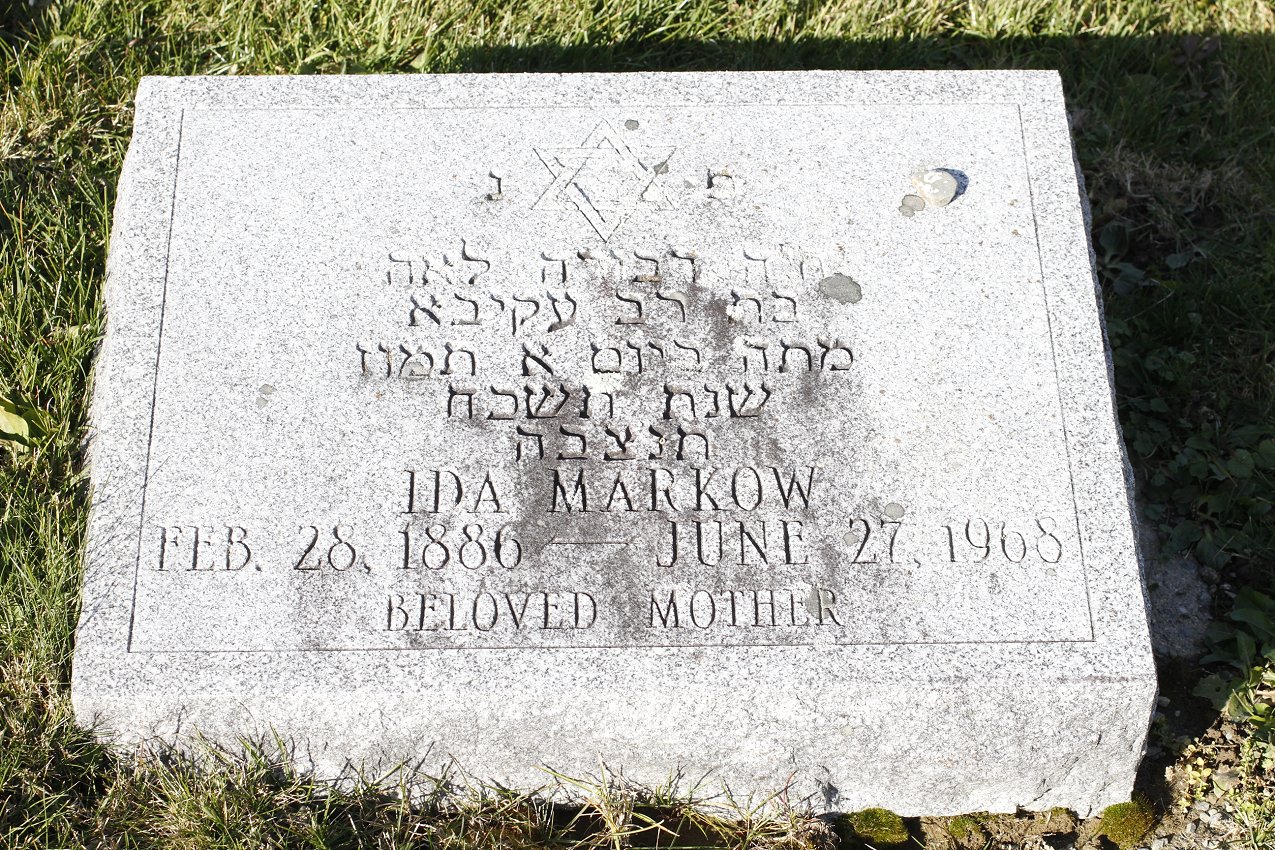 פ נ
לאה
בת רב עקיבא
מתה ביום א תמוז
שנת תשכח
תנצבה
IDA MARKOW
FEB. 28, 1886 — JUNE 27, 1968
BELOVED MOTHER